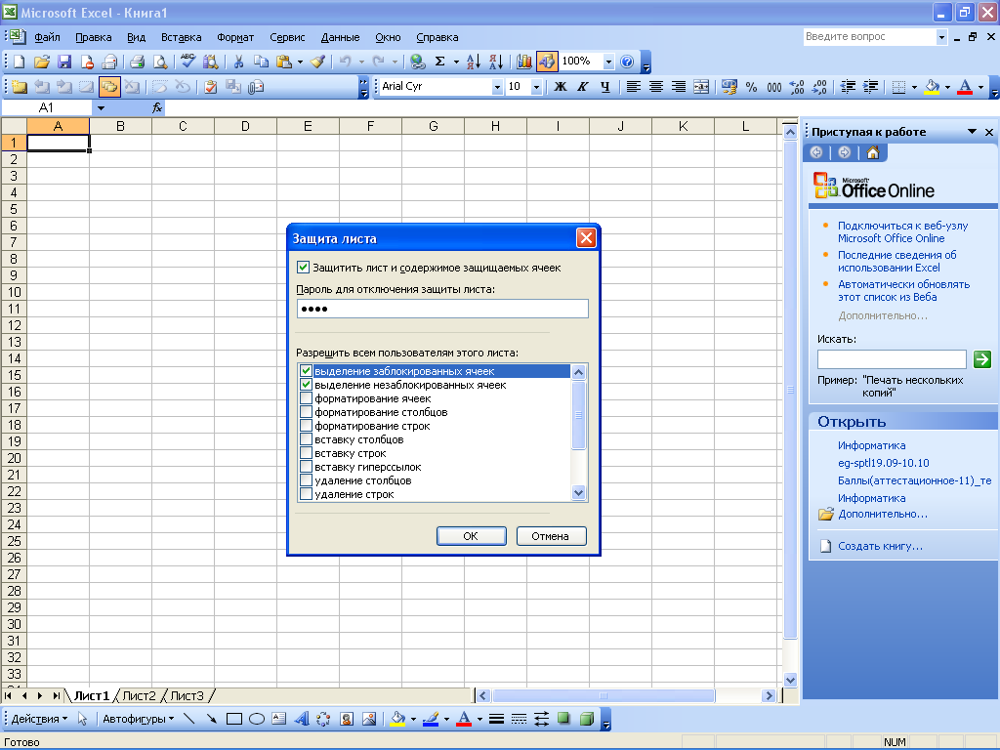 Microsoft Excel - Книга1
Файл Правка Вид Вставка Формат Сервис Данные Окно Справка
Введите вопрос
100%
Arial Cyr 10 Ж К Ч % 000
A1 fx
A B C D E F G H I J K L
1
2
3
4
5
6
7
8
9
10
11
12
13
14
15
16
17
18
19
20
21
22
23
24
25
26
27
28
29
30
31
32
33
Защита листа
Защитить лист и содержимое защищаемых ячеек
Пароль для отключения защиты листа:
••••
Разрешить всем пользователям этого листа:
выделение заблокированных ячеек
выделение незаблокированных ячеек
форматирование ячеек
форматирование столбцов
форматирование строк
вставку столбцов
вставку строк
вставку гиперссылок
удаление столбцов
удаление строк
OK Отмена
Приступая к работе
Microsoft
Office Online
Подключиться к веб-узлу
Microsoft Office Online
Последние сведения об
использовании Excel
Автоматически обновлять
этот список из Веба
Дополнительно...
Искать:
Пример: "Печать нескольких
копий"
Открыть
Информатика
eg-sptl19.09-10.10
Баллы(аттестационное-11)_те
Информатика
Дополнительно...
Создать книгу...
Лист1 Лист2 Лист3
Действия Автофигуры
Готово NUM